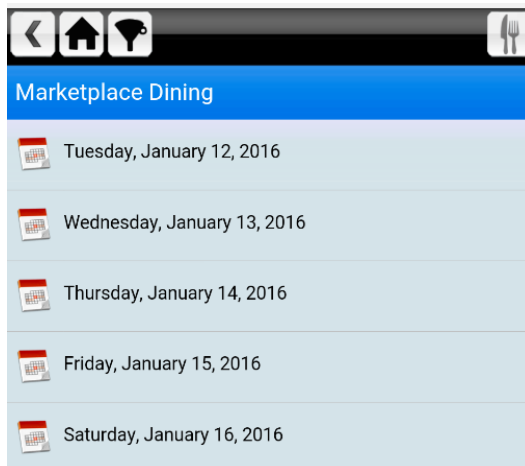 Marketplace Dining
Tuesday, January 12, 2016
Wednesday, January 13, 2016
Thursday, January 14, 2016
Friday, January 15, 2016
Saturday, January 16, 2016